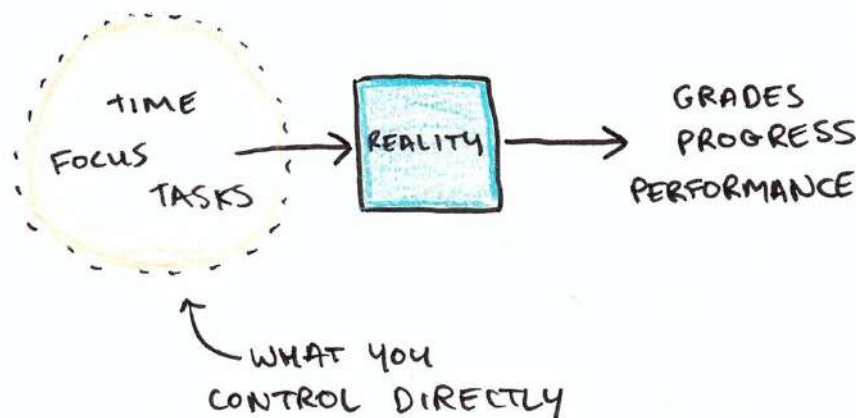 TIME
FOCUS
TASKS
REALITY
GRADES
PROGRESS
PERFORMANCE
WHAT YOU
CONTROL DIRECTLY